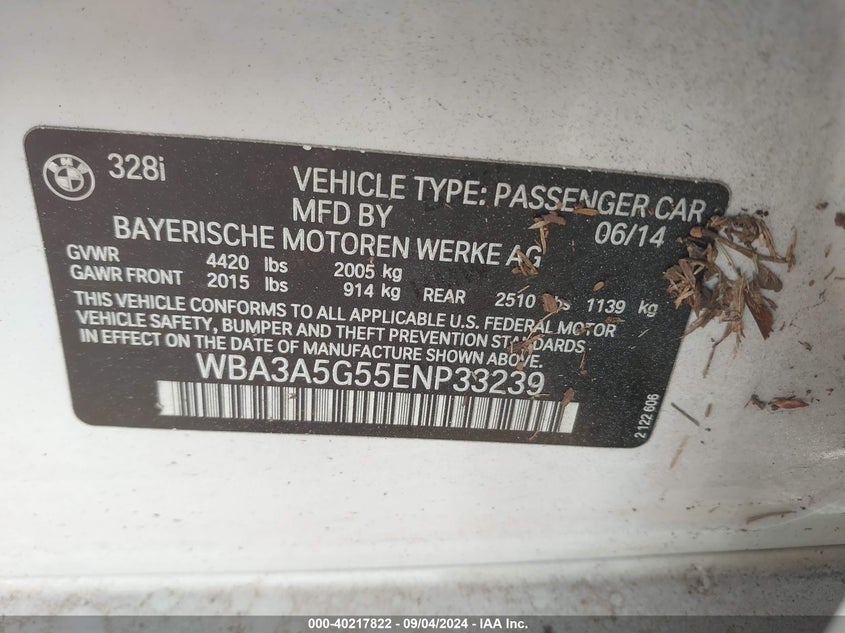 328i
VEHICLE TYPE: PASSENGER CAR
MFD BY 06/14
BAYERISCHE MOTOREN WERKE AG
GVWR 4420 lbs 2005 kg
GAWR FRONT 2015 lbs 914 kg REAR 2510 lbs 1139 kg
THIS VEHICLE CONFORMS TO ALL APPLICABLE U.S. FEDERAL MOTOR
VEHICLE SAFETY, BUMPER AND THEFT PREVENTION STANDARDS
IN EFFECT ON THE DATE OF MANUFACTURE SHOWN ABOVE.
WBA3A5G55ENP33239
2 122 606
000-40217822 - 09/04/2024 - IAA Inc.